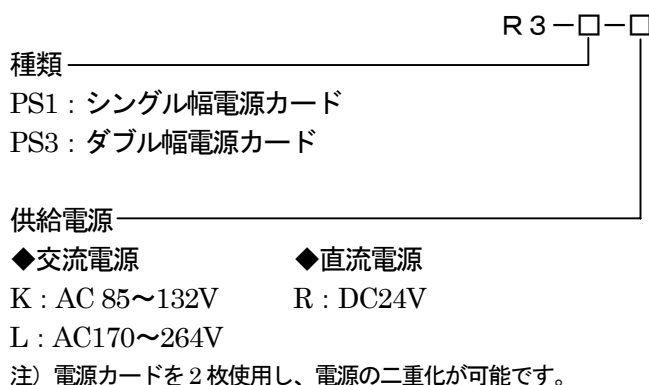 R3－□－□
種類
PS1：シングル幅電源カード
PS3：ダブル幅電源カード
供給電源
◆交流電源 ◆直流電源
K：AC 85～132V R：DC24V
L：AC170～264V
注）電源カードを2枚使用し、電源の二重化が可能です。